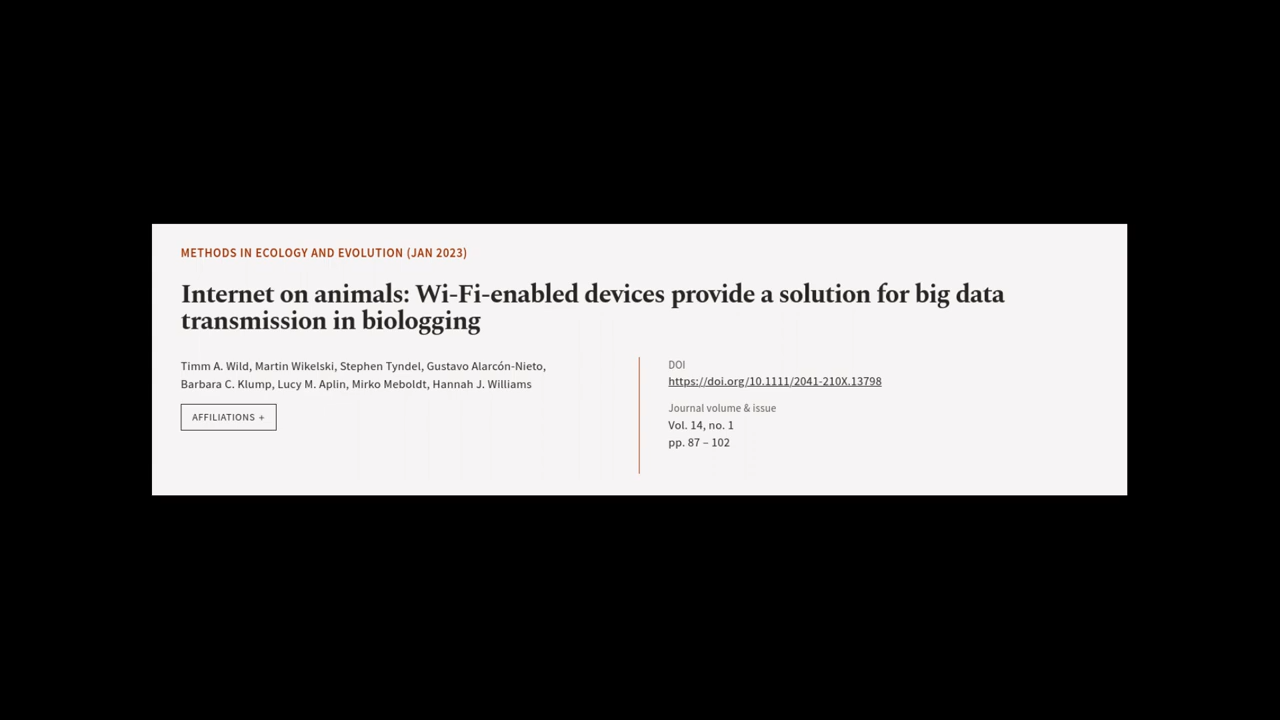 METHODS IN ECOLOGY AND EVOLUTION (JAN 2023)
Internet on animals: Wi-Fi-enabled devices provide a solution for big data
transmission in biologging
Timm A. Wild, Martin Wikelski, Stephen Tyndel, Gustavo Alarcón-Nieto,
Barbara C. Klump, Lucy M. Aplin, Mirko Meboldt, Hannah J. Williams
AFFILIATIONS +
DOI
https://doi.org/10.1111/2041-210X.13798
Journal volume & issue
Vol. 14, no. 1
pp. 87 – 102